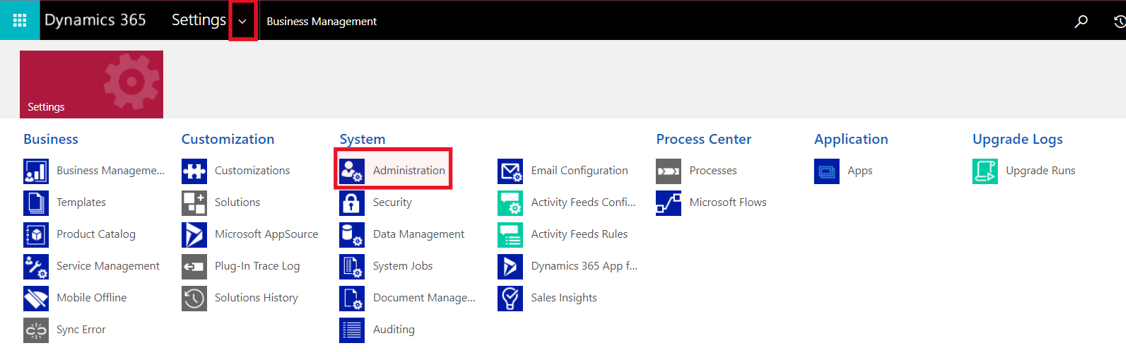 Dynamics 365 Settings Business Management
Settings
Business Customization System Process Center Application Upgrade Logs
Business Manageme... Customizations Administration Email Configuration Processes Apps Upgrade Runs
Templates Solutions Security Activity Feeds Confi... Microsoft Flows
Product Catalog Microsoft AppSource Data Management Activity Feeds Rules
Service Management Plug-In Trace Log System Jobs Dynamics 365 App f...
Mobile Offline Solutions History Document Manage... Sales Insights
Sync Error Auditing